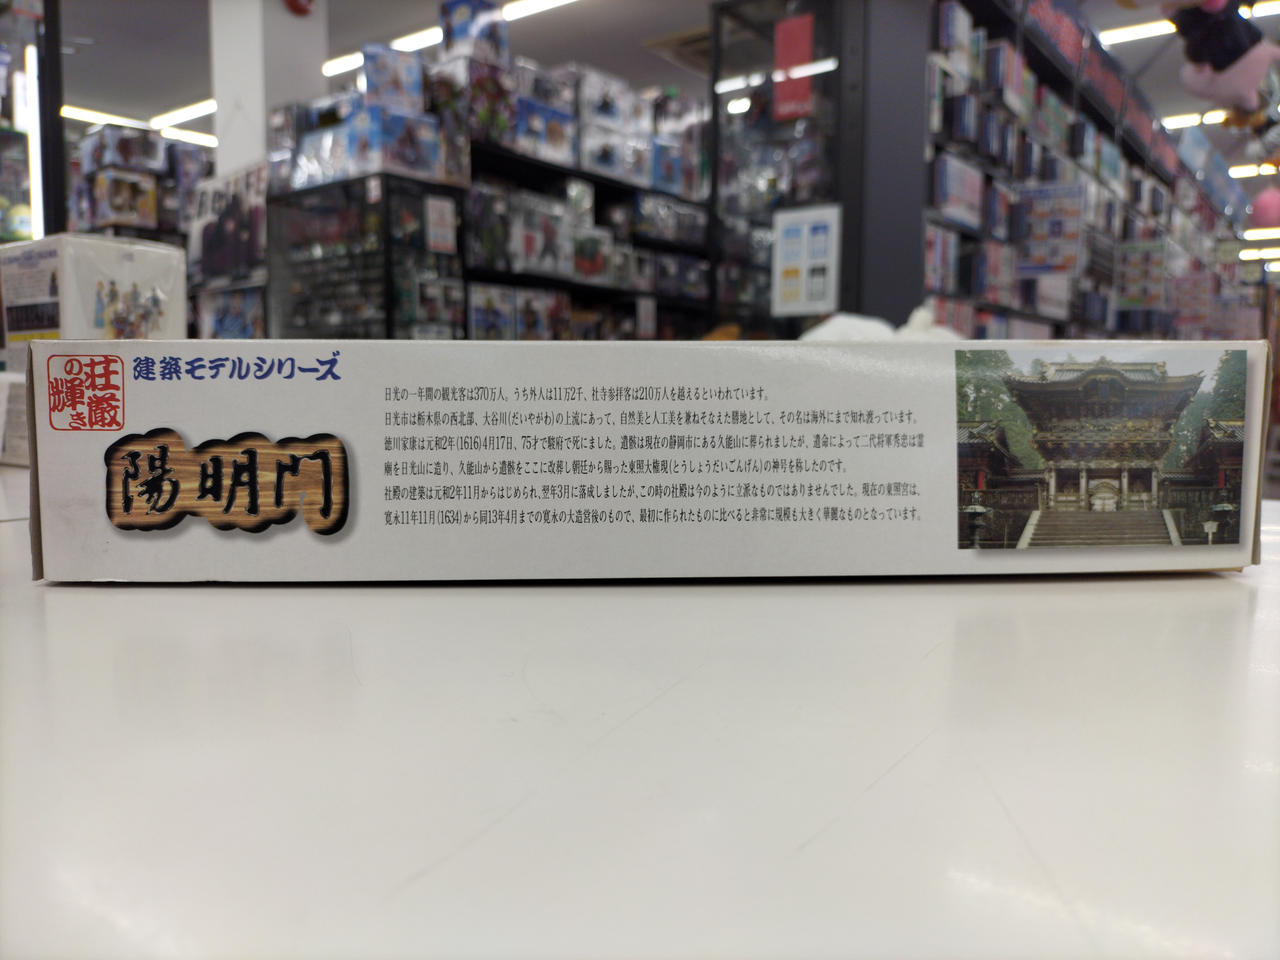 荘厳
の輝き
建築モデルシリーズ
陽明門
日光の一年間の観光客は370万人。うち外人は11万2千、社寺参拝客は210万人を越えるといわれています。
日光市は栃木県の西北部、大谷川(だいやがわ)の上流にあって、自然美と人工美を兼ねそなえた勝地として、その名は海外にまで知れ渡っています。
徳川家康は元和2年(1616)4月17日、75才で駿府で死にました。遺骸は現在の静岡市にある久能山に葬られましたが、遺命によって二代将軍秀忠は霊
廟を日光山に造り、久能山から遺骸をここに改葬し朝廷から賜った東照大権現(とうしょうだいごんげん)の神号を称したのです。
社殿の建築は元和2年11月からはじめられ、翌年3月に落成しましたが、この時の社殿は今のように立派なものではありませんでした。現在の東照宮は、
寛永11年11月(1634)から同13年4月までの寛永の大造営後のもので、最初に作られたものに比べると非常に規模も大きく華麗なものとなっています。